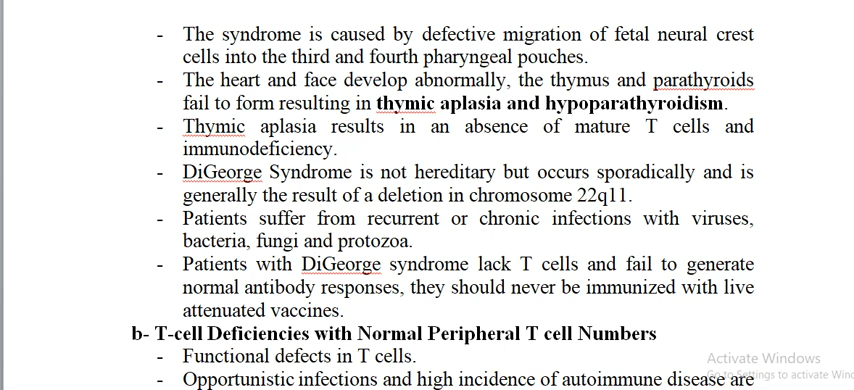 - The syndrome is caused by defective migration of fetal neural crest
cells into the third and fourth pharyngeal pouches.
- The heart and face develop abnormally, the thymus and parathyroids
fail to form resulting in thymic aplasia and hypoparathyroidism.
- Thymic aplasia results in an absence of mature T cells and
immunodeficiency.
- DiGeorge Syndrome is not hereditary but occurs sporadically and is
generally the result of a deletion in chromosome 22q11.
- Patients suffer from recurrent or chronic infections with viruses,
bacteria, fungi and protozoa.
- Patients with DiGeorge syndrome lack T cells and fail to generate
normal antibody responses, they should never be immunized with live
attenuated vaccines.
b- T-cell Deficiencies with Normal Peripheral T cell Numbers
- Functional defects in T cells.
- Opportunistic infections and high incidence of autoimmune disease are
Activate Windows
Go to Settings to activate Wind